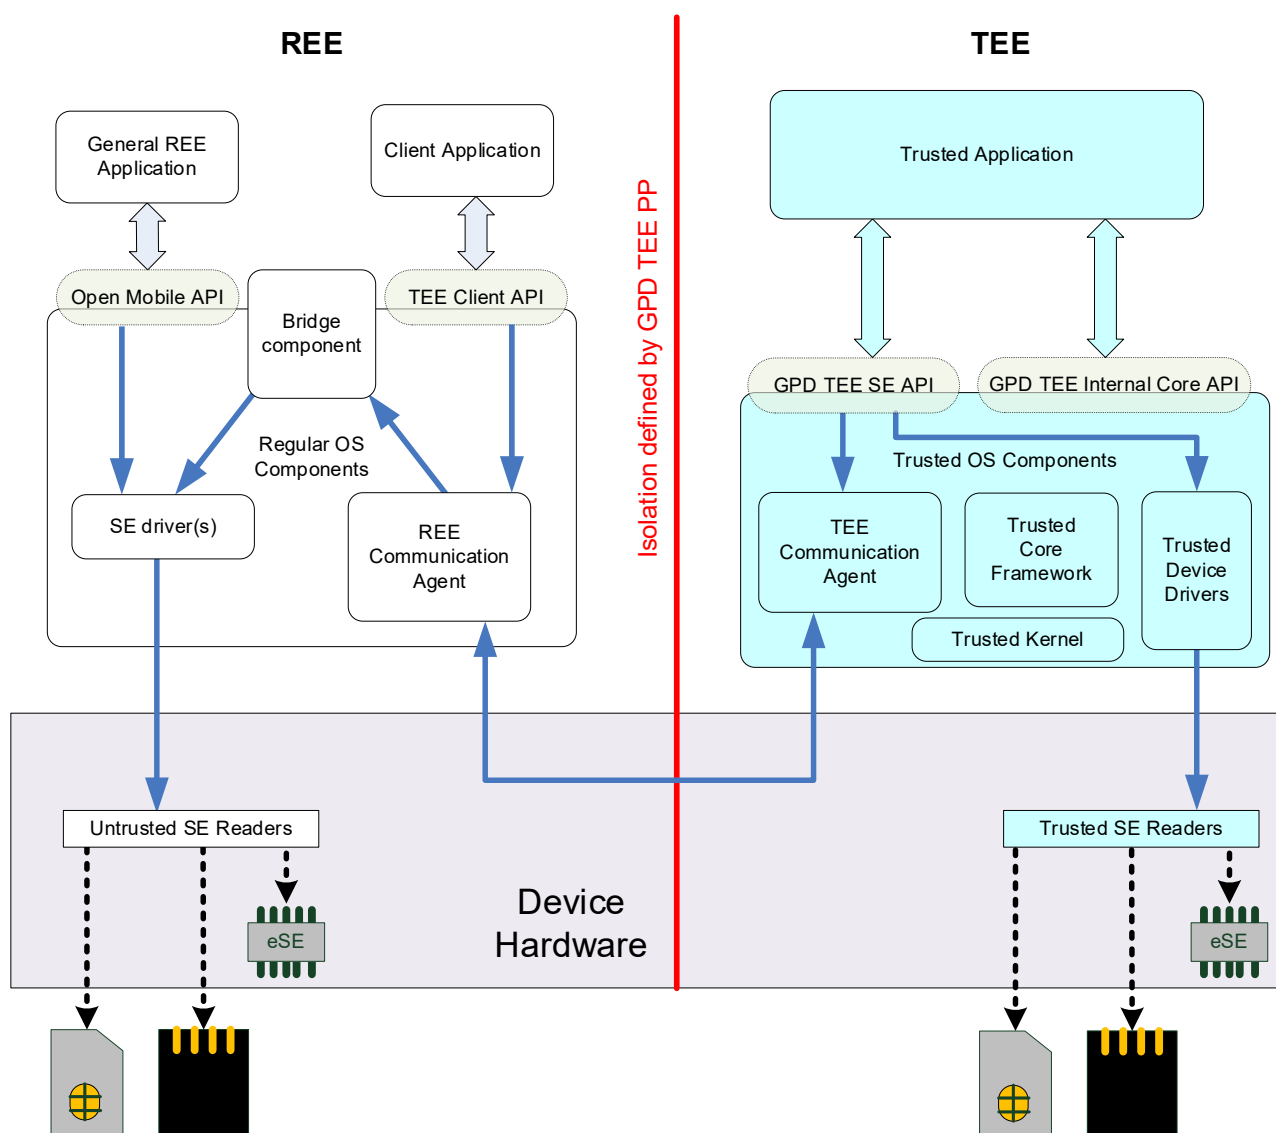 REE
TEE
General REE
Application
Client Application
Trusted Application
Isolation defined by GPD TEE PP
Open Mobile API
Bridge
component
TEE Client API
GPD TEE SE API
GPD TEE Internal Core API
Regular OS
Components
Trusted OS Components
SE driver(s)
REE
Communication
Agent
TEE
Communication
Agent
Trusted
Core
Framework
Trusted
Device
Drivers
Trusted Kernel
Untrusted SE Readers
Trusted SE Readers
Device
Hardware
eSE
eSE